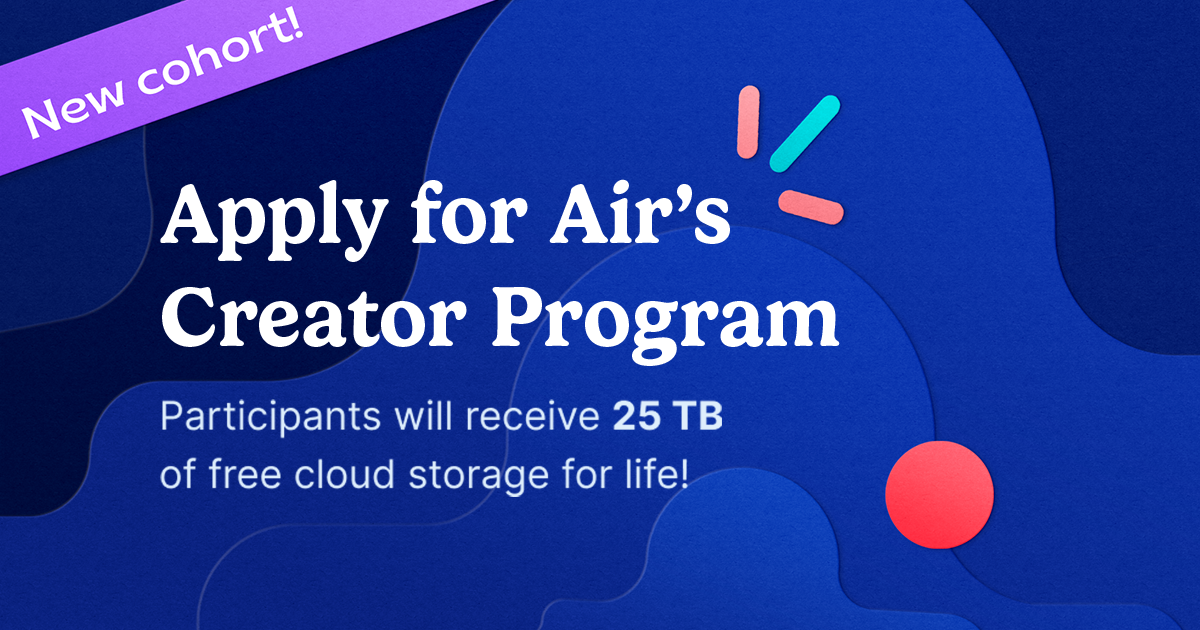 New cohort!
Apply for Air’s
Creator Program
Participants will receive 25 TB
of free cloud storage for life!